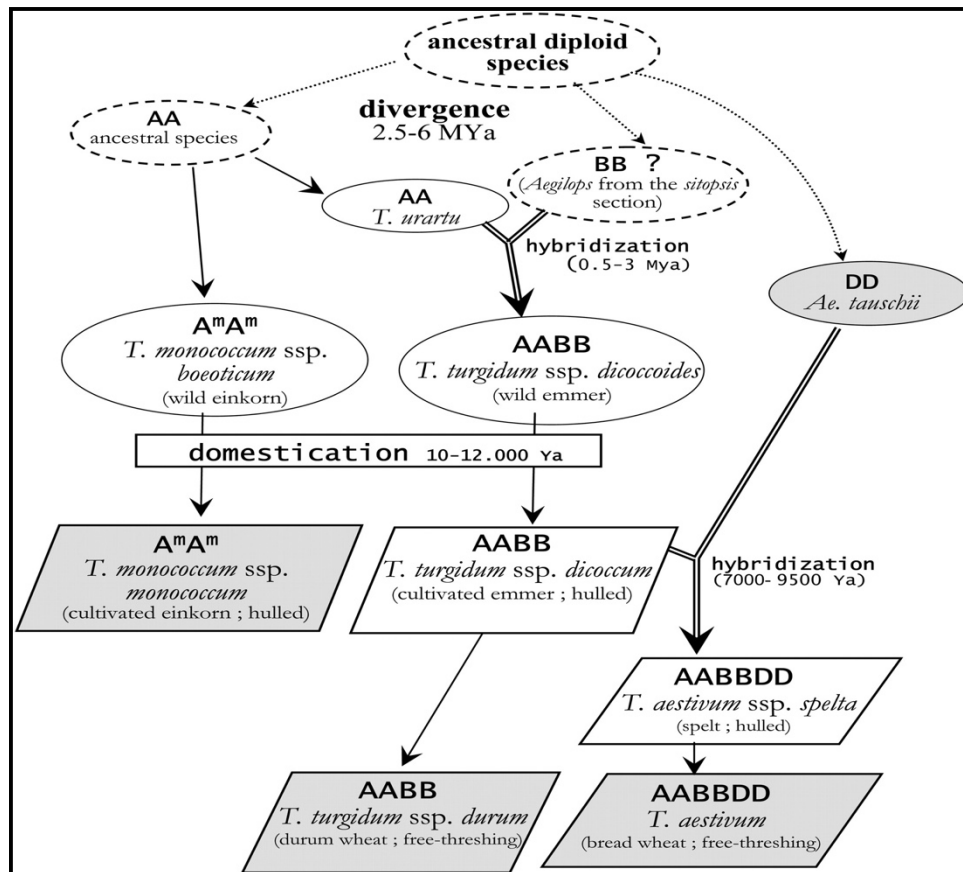 ancestral diploid
species
divergence
2.5-6 MYa
AA
ancestral species
BB ?
(Aegilops from the sitopsis
section)
AA
T. urartu
hybridization
(0.5-3 Mya)
DD
Ae. tauschii
AᵐAᵐ
T. monococcum ssp.
boeoticum
(wild einkorn)
AABB
T. turgidum ssp. dicoccoides
(wild emmer)
domestication 10-12.000 Ya
AᵐAᵐ
T. monococcum ssp.
monococcum
(cultivated einkorn ; hulled)
AABB
T. turgidum ssp. dicoccum
(cultivated emmer ; hulled)
hybridization
(7000-9500 Ya)
AABBDD
T. aestivum ssp. spelta
(spelt ; hulled)
AABB
T. turgidum ssp. durum
(durum wheat ; free-threshing)
AABBDD
T. aestivum
(bread wheat ; free-threshing)